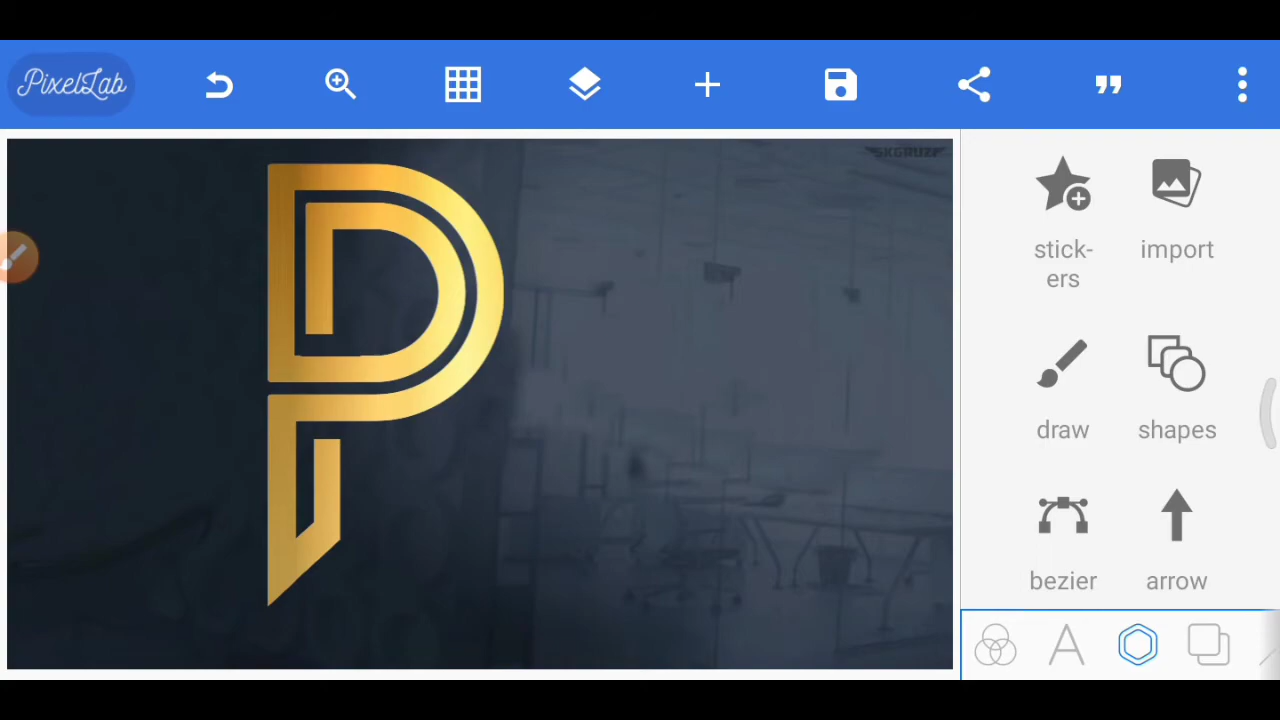 PixelLab
P
stick-
ers
import
draw
shapes
bezier
arrow